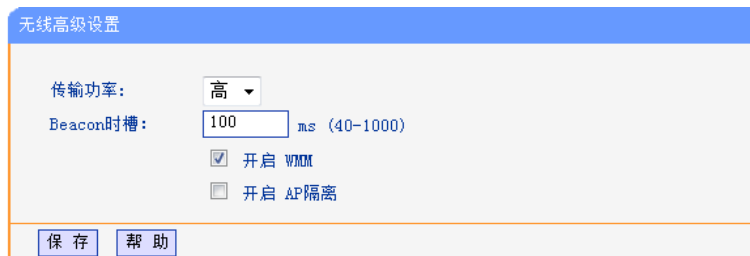 无线高级设置
传输功率: 高
Beacon时槽: 100 ms (40-1000)
开启 WMM
开启 AP隔离
保 存 帮 助